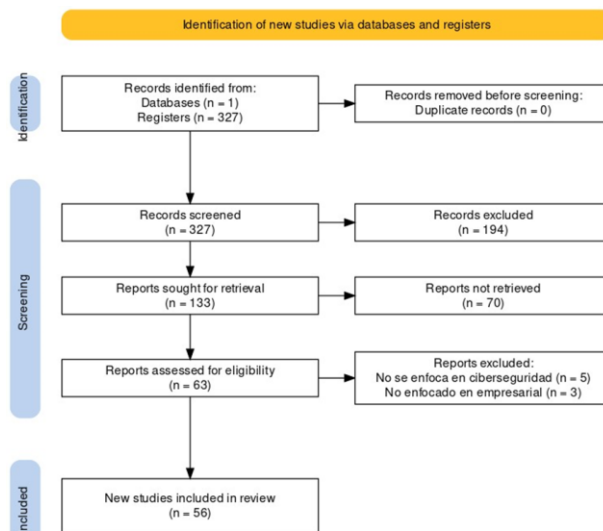 Identification of new studies via databases and registers
Identification
Records identified from:
Databases (n = 1)
Registers (n = 327)
Records removed before screening:
Duplicate records (n = 0)
Screening
Records screened
(n = 327)
Records excluded
(n = 194)
Reports sought for retrieval
(n = 133)
Reports not retrieved
(n = 70)
Reports assessed for eligibility
(n = 63)
Reports excluded:
No se enfoca en ciberseguridad (n = 5)
No enfocado en empresarial (n = 3)
Included
New studies included in review
(n = 56)